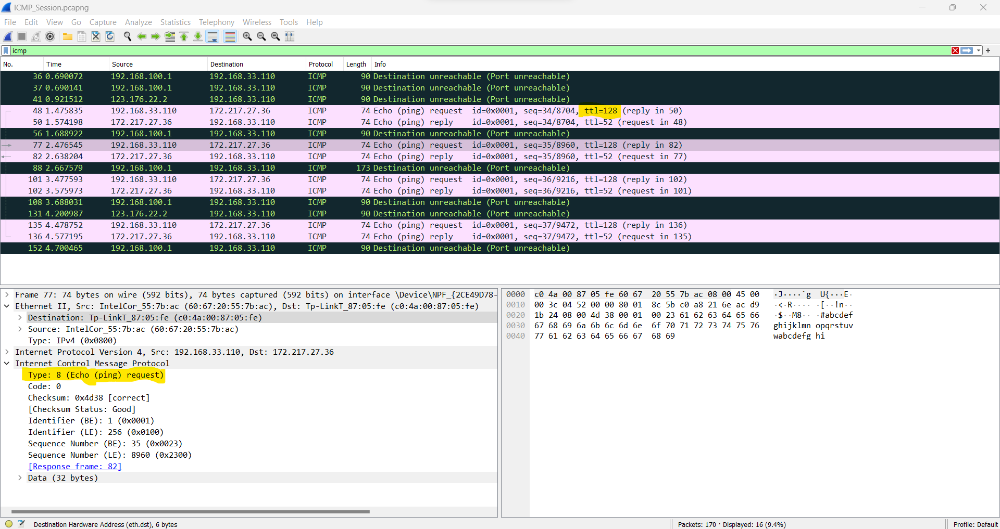 ICMP_Session.pcapng
File Edit View Go Capture Analyze Statistics Telephony Wireless Tools Help
icmp
No. Time Source Destination Protocol Length Info
36 0.690072 192.168.100.1 192.168.33.110 ICMP 90 Destination unreachable (Port unreachable)
37 0.690141 192.168.100.1 192.168.33.110 ICMP 90 Destination unreachable (Port unreachable)
41 0.921512 123.176.22.2 192.168.33.110 ICMP 90 Destination unreachable (Port unreachable)
48 1.475835 192.168.33.110 172.217.27.36 ICMP 74 Echo (ping) request id=0x0001, seq=34/8704, ttl=128 (reply in 50)
50 1.574198 172.217.27.36 192.168.33.110 ICMP 74 Echo (ping) reply id=0x0001, seq=34/8704, ttl=52 (request in 48)
56 1.688922 192.168.100.1 192.168.33.110 ICMP 90 Destination unreachable (Port unreachable)
77 2.476545 192.168.33.110 172.217.27.36 ICMP 74 Echo (ping) request id=0x0001, seq=35/8960, ttl=128 (reply in 82)
82 2.638204 172.217.27.36 192.168.33.110 ICMP 74 Echo (ping) reply id=0x0001, seq=35/8960, ttl=52 (request in 77)
88 2.667579 192.168.100.1 192.168.33.110 ICMP 173 Destination unreachable (Port unreachable)
101 3.477593 192.168.33.110 172.217.27.36 ICMP 74 Echo (ping) request id=0x0001, seq=36/9216, ttl=128 (reply in 102)
102 3.575973 172.217.27.36 192.168.33.110 ICMP 74 Echo (ping) reply id=0x0001, seq=36/9216, ttl=52 (request in 101)
108 3.688031 192.168.100.1 192.168.33.110 ICMP 90 Destination unreachable (Port unreachable)
131 4.200987 123.176.22.2 192.168.33.110 ICMP 90 Destination unreachable (Port unreachable)
135 4.478752 192.168.33.110 172.217.27.36 ICMP 74 Echo (ping) request id=0x0001, seq=37/9472, ttl=128 (reply in 136)
136 4.577195 172.217.27.36 192.168.33.110 ICMP 74 Echo (ping) reply id=0x0001, seq=37/9472, ttl=52 (request in 135)
152 4.700465 192.168.100.1 192.168.33.110 ICMP 90 Destination unreachable (Port unreachable)
Frame 77: 74 bytes on wire (592 bits), 74 bytes captured (592 bits) on interface \Device\NPF_{2CE49D78-
Ethernet II, Src: IntelCor_55:7b:ac (60:67:20:55:7b:ac), Dst: Tp-LinkT_87:05:fe (c0:4a:00:87:05:fe)
Destination: Tp-LinkT_87:05:fe (c0:4a:00:87:05:fe)
Source: IntelCor_55:7b:ac (60:67:20:55:7b:ac)
Type: IPv4 (0x0800)
Internet Protocol Version 4, Src: 192.168.33.110, Dst: 172.217.27.36
Internet Control Message Protocol
Type: 8 (Echo (ping) request)
Code: 0
Checksum: 0x4d38 [correct]
[Checksum Status: Good]
Identifier (BE): 1 (0x0001)
Identifier (LE): 256 (0x0100)
Sequence Number (BE): 35 (0x0023)
Sequence Number (LE): 8960 (0x2300)
[Response frame: 82]
Data (32 bytes)
0000 c0 4a 00 87 05 fe 60 67 20 55 7b ac 08 00 45 00 ·J····`g U{···E·
0010 00 3c 04 52 00 00 80 01 8c 5b c0 a8 21 6e ac d9 ·<·R···· ·[··!n··
0020 1b 24 08 00 4d 38 00 01 00 23 61 62 63 64 65 66 ·$··M8·· ·#abcdef
0030 67 68 69 6a 6b 6c 6d 6e 6f 70 71 72 73 74 75 76 ghijklmn opqrstuv
0040 77 61 62 63 64 65 66 67 68 69 wabcdefg hi
Destination Hardware Address (eth.dst), 6 bytes
Packets: 170 · Displayed: 16 (9.4%)
Profile: Default